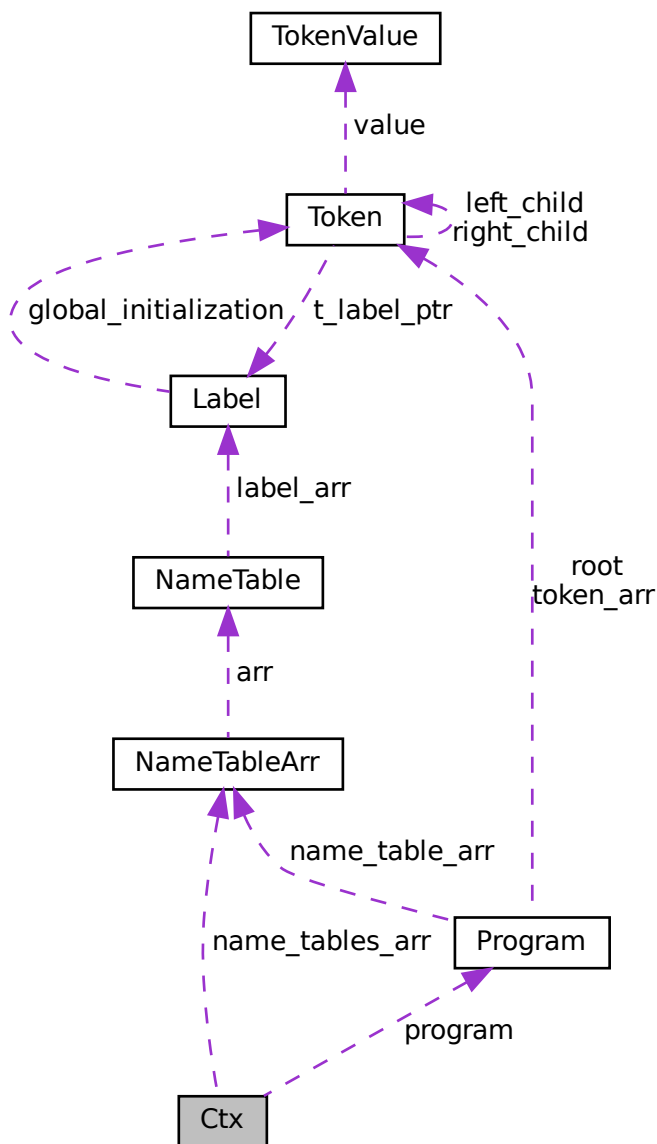 TokenValue
value
Token
left_child
right_child
global_initialization
t_label_ptr
Label
label_arr
NameTable
root
token_arr
arr
NameTableArr
name_table_arr
name_tables_arr
Program
program
Ctx